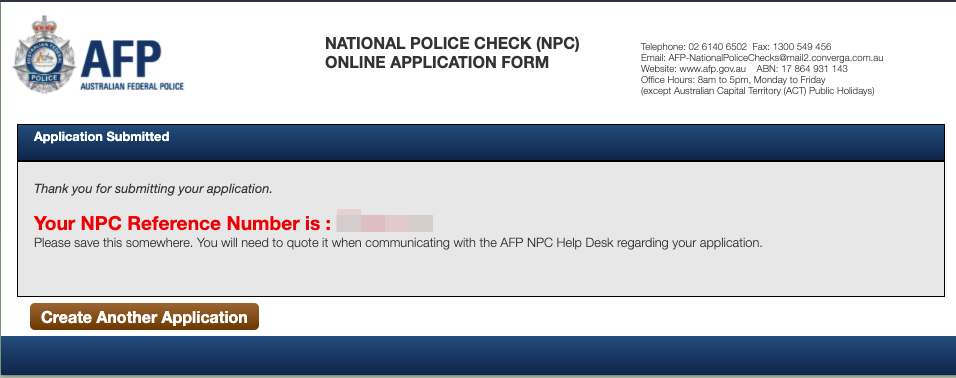 AUSTRALIAN FEDERAL
POLICE
AFP
AUSTRALIAN FEDERAL POLICE
NATIONAL POLICE CHECK (NPC)
ONLINE APPLICATION FORM
Telephone: 02 6140 6502 Fax: 1300 549 456
Email: AFP-NationalPoliceChecks@mail2.converga.com.au
Website: www.afp.gov.au ABN: 17 864 931 143
Office Hours: 8am to 5pm, Monday to Friday
(except Australian Capital Territory (ACT) Public Holidays)
Application Submitted
Thank you for submitting your application.
Your NPC Reference Number is :
Please save this somewhere. You will need to quote it when communicating with the AFP NPC Help Desk regarding your application.
Create Another Application